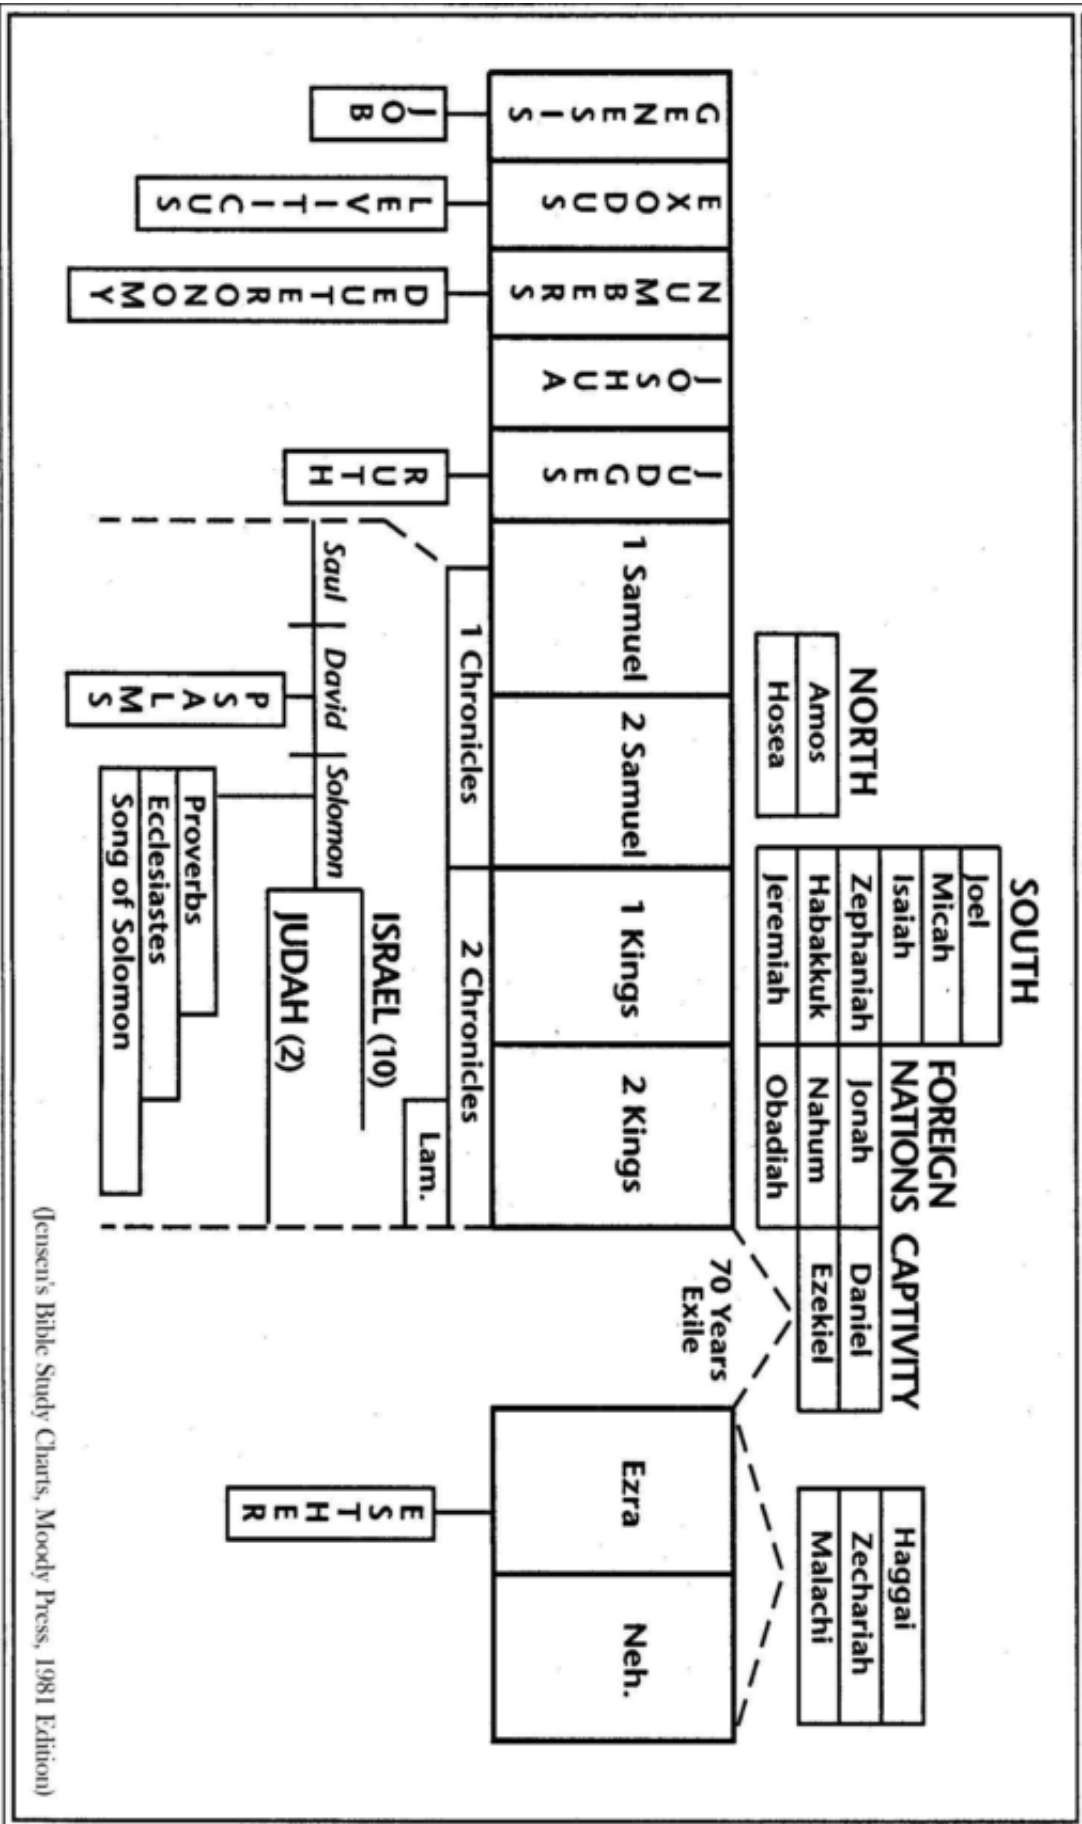 NORTH
Amos
Hosea
SOUTH
Joel
Micah
Isaiah
Zephaniah
Habakkuk
Jeremiah
FOREIGN
NATIONS
Jonah
Nahum
Obadiah
CAPTIVITY
Daniel
Ezekiel
Haggai
Zechariah
Malachi
GENESIS
EXODUS
NUMBERS
JOSHUA
JUDGES
1 Samuel
2 Samuel
1 Kings
2 Kings
70 Years
Exile
Ezra
Neh.
1 Chronicles
2 Chronicles
Lam.
JOB
LEVITICUS
DEUTERONOMY
RUTH
Saul
David
Solomon
ISRAEL (10)
JUDAH (2)
PSALMS
Proverbs
Ecclesiastes
Song of Solomon
ESTHER
(Jensen's Bible Study Charts, Moody Press, 1981 Edition)